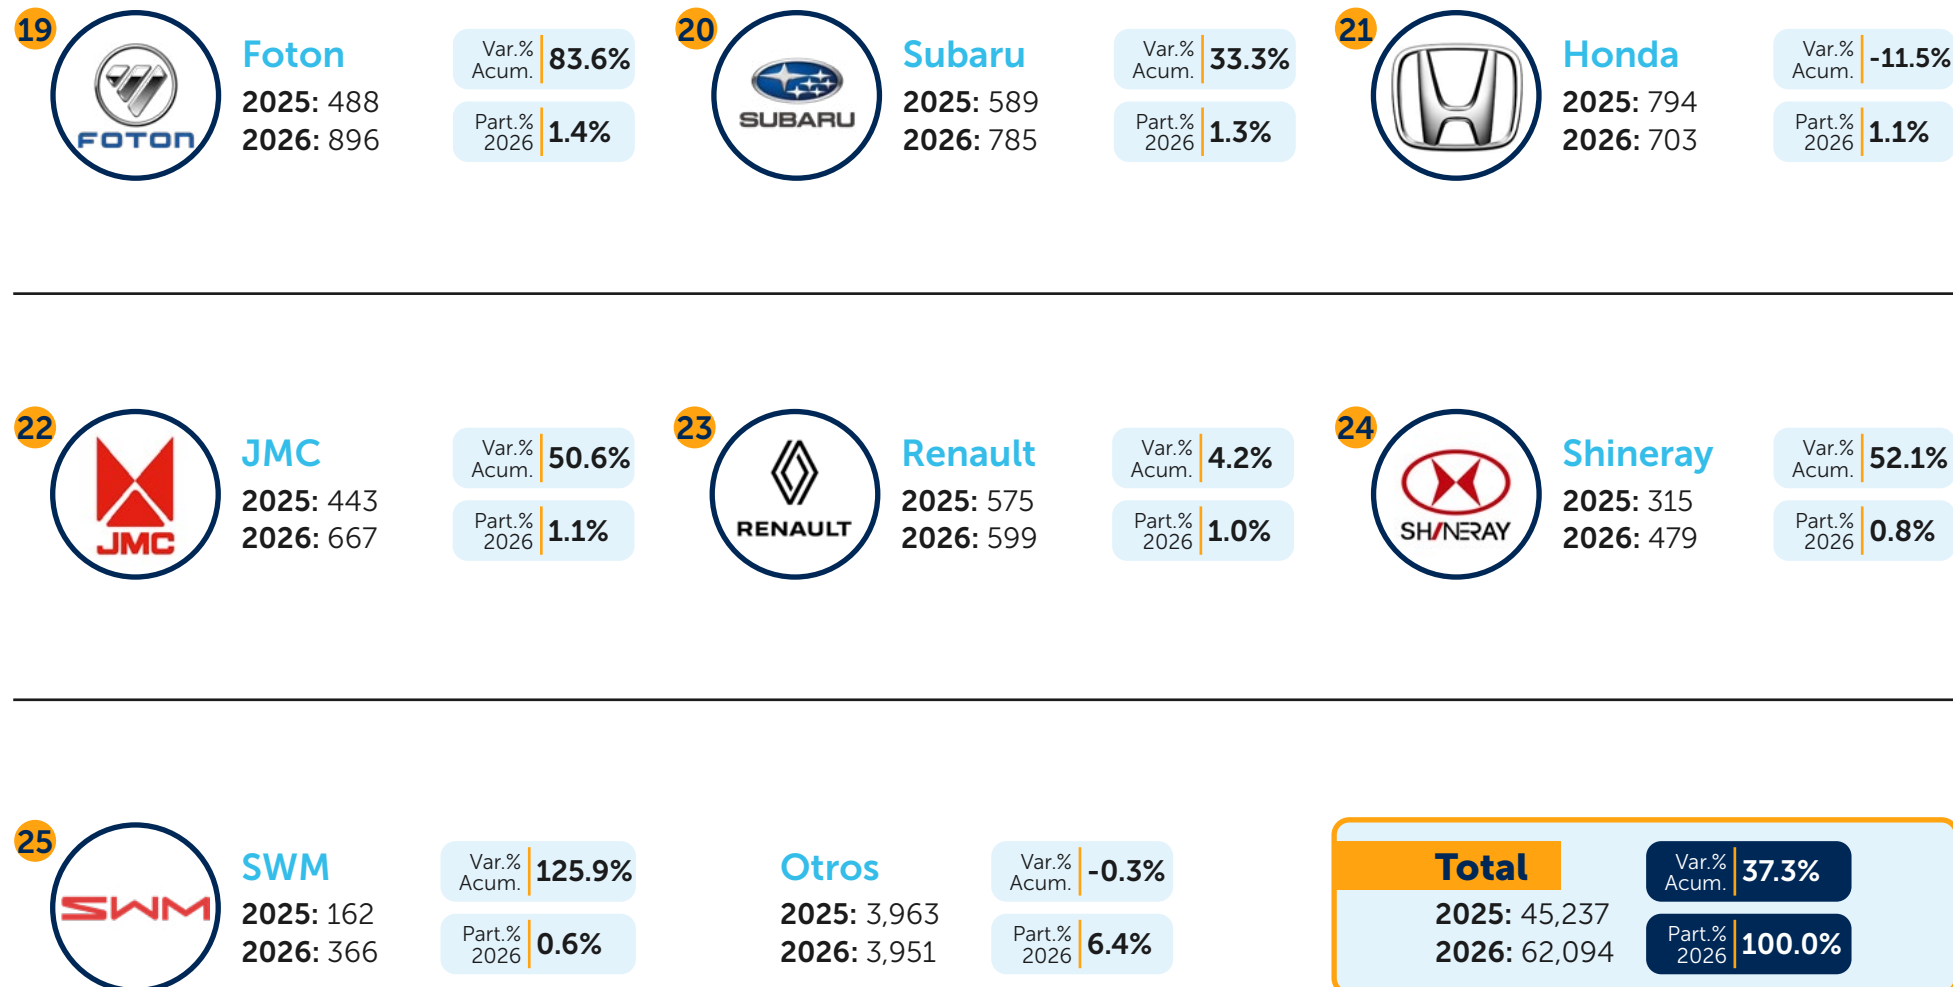 19
FOTON
Foton
2025: 488
2026: 896
Var.%
Acum.
83.6%
Part.%
2026
1.4%
20
SUBARU
Subaru
2025: 589
2026: 785
Var.%
Acum.
33.3%
Part.%
2026
1.3%
21
Honda
2025: 794
2026: 703
Var.%
Acum.
-11.5%
Part.%
2026
1.1%
22
JMC
JMC
2025: 443
2026: 667
Var.%
Acum.
50.6%
Part.%
2026
1.1%
23
RENAULT
Renault
2025: 575
2026: 599
Var.%
Acum.
4.2%
Part.%
2026
1.0%
24
SHINERAY
Shineray
2025: 315
2026: 479
Var.%
Acum.
52.1%
Part.%
2026
0.8%
25
SWM
SWM
2025: 162
2026: 366
Var.%
Acum.
125.9%
Part.%
2026
0.6%
Otros
2025: 3,963
2026: 3,951
Var.%
Acum.
-0.3%
Part.%
2026
6.4%
Total
2025: 45,237
2026: 62,094
Var.%
Acum.
37.3%
Part.%
2026
100.0%